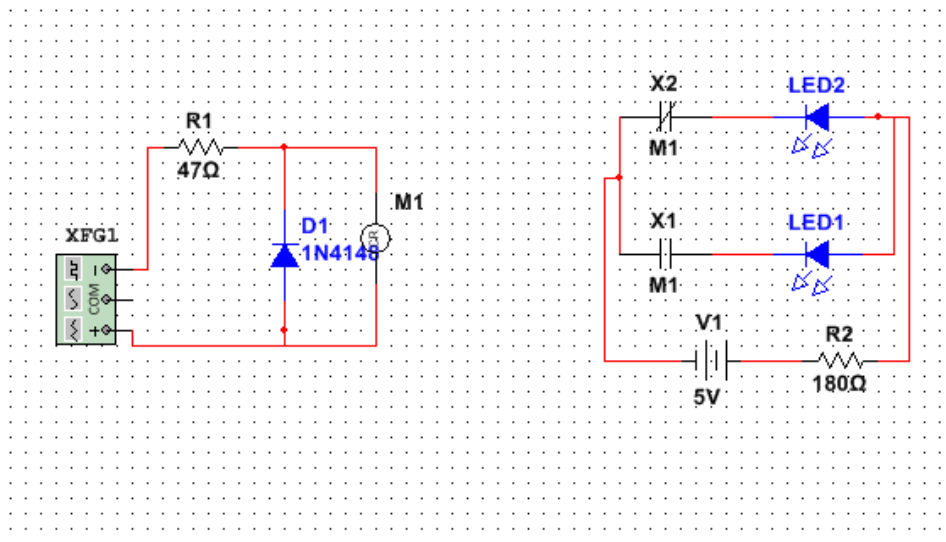 XFG1
COM
+
R1
47Ω
D1
1N4148
M1
X2
M1
LED2
X1
M1
LED1
V1
5V
R2
180Ω